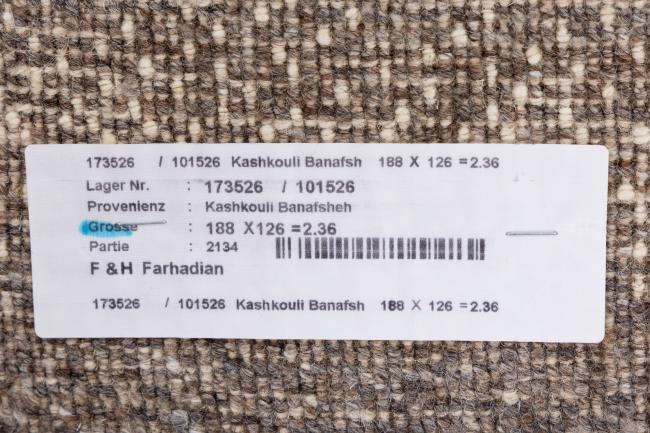 173526 / 101526 Kashkouli Banafsh 188 X 126 = 2.36
Lager Nr. : 173526 / 101526
Provenienz : Kashkouli Banafsheh
Grosse : 188 X126 =2.36
Partie : 2134
F & H Farhadian
173526 / 101526 Kashkouli Banafsh 188 X 126 = 2.36